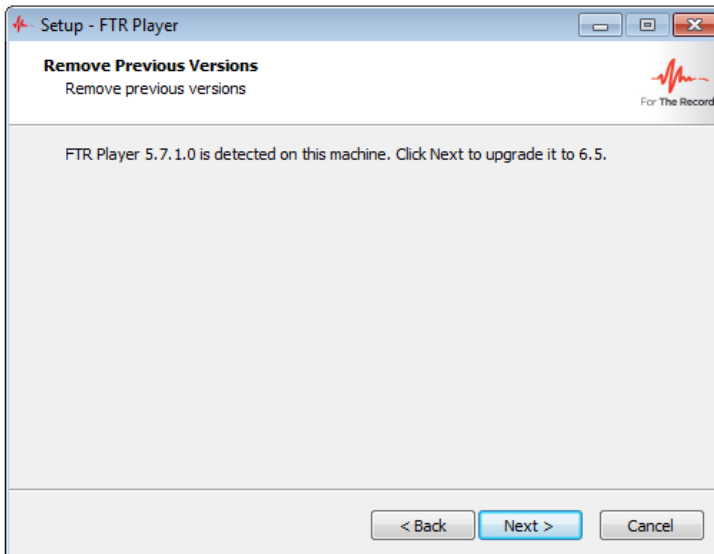 Setup - FTR Player
Remove Previous Versions
Remove previous versions
For The Record
FTR Player 5.7.1.0 is detected on this machine. Click Next to upgrade it to 6.5.
< Back Next > Cancel